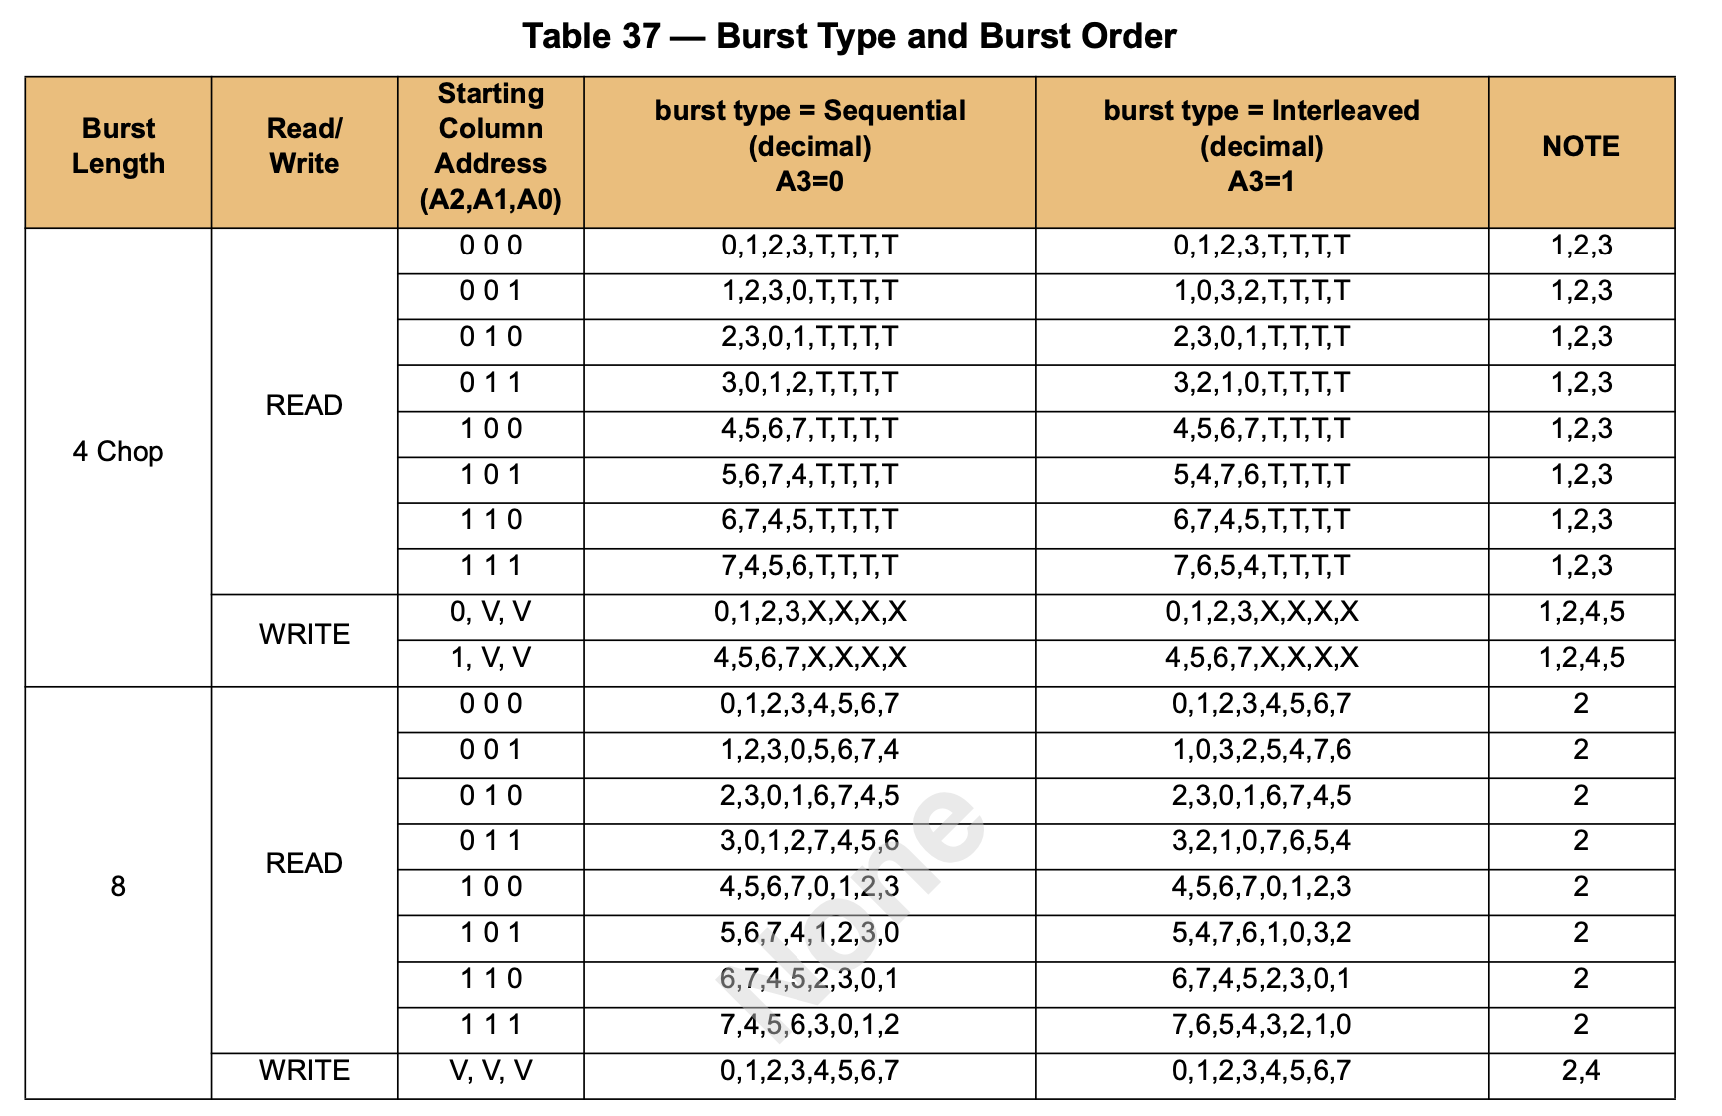 Table 37 — Burst Type and Burst Order
Burst Length | Read/Write | Starting Column Address (A2,A1,A0) | burst type = Sequential (decimal) A3=0 | burst type = Interleaved (decimal) A3=1 | NOTE
4 Chop | READ | 0 0 0 | 0,1,2,3,T,T,T,T | 0,1,2,3,T,T,T,T | 1,2,3
0 0 1 | 1,2,3,0,T,T,T,T | 1,0,3,2,T,T,T,T | 1,2,3
0 1 0 | 2,3,0,1,T,T,T,T | 2,3,0,1,T,T,T,T | 1,2,3
0 1 1 | 3,0,1,2,T,T,T,T | 3,2,1,0,T,T,T,T | 1,2,3
1 0 0 | 4,5,6,7,T,T,T,T | 4,5,6,7,T,T,T,T | 1,2,3
1 0 1 | 5,6,7,4,T,T,T,T | 5,4,7,6,T,T,T,T | 1,2,3
1 1 0 | 6,7,4,5,T,T,T,T | 6,7,4,5,T,T,T,T | 1,2,3
1 1 1 | 7,4,5,6,T,T,T,T | 7,6,5,4,T,T,T,T | 1,2,3
WRITE | 0, V, V | 0,1,2,3,X,X,X,X | 0,1,2,3,X,X,X,X | 1,2,4,5
1, V, V | 4,5,6,7,X,X,X,X | 4,5,6,7,X,X,X,X | 1,2,4,5
8 | READ | 0 0 0 | 0,1,2,3,4,5,6,7 | 0,1,2,3,4,5,6,7 | 2
0 0 1 | 1,2,3,0,5,6,7,4 | 1,0,3,2,5,4,7,6 | 2
0 1 0 | 2,3,0,1,6,7,4,5 | 2,3,0,1,6,7,4,5 | 2
0 1 1 | 3,0,1,2,7,4,5,6 | 3,2,1,0,7,6,5,4 | 2
1 0 0 | 4,5,6,7,0,1,2,3 | 4,5,6,7,0,1,2,3 | 2
1 0 1 | 5,6,7,4,1,2,3,0 | 5,4,7,6,1,0,3,2 | 2
1 1 0 | 6,7,4,5,2,3,0,1 | 6,7,4,5,2,3,0,1 | 2
1 1 1 | 7,4,5,6,3,0,1,2 | 7,6,5,4,3,2,1,0 | 2
WRITE | V, V, V | 0,1,2,3,4,5,6,7 | 0,1,2,3,4,5,6,7 | 2,4
None